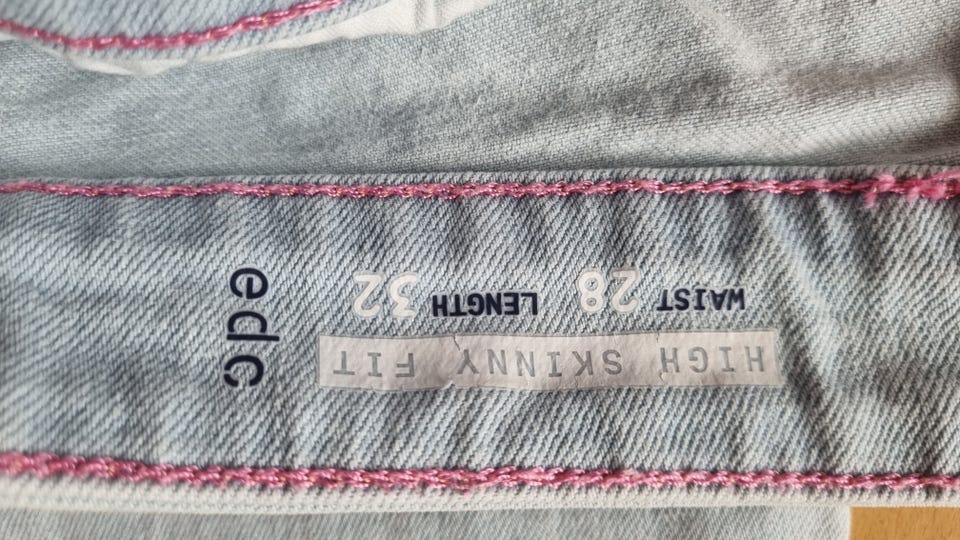 HIGH SKINNY FIT
WAIST 28 LENGTH 32
edc